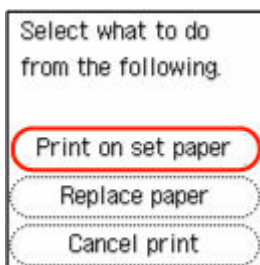 Select what to do
from the following.
Print on set paper
Replace paper
Cancel print